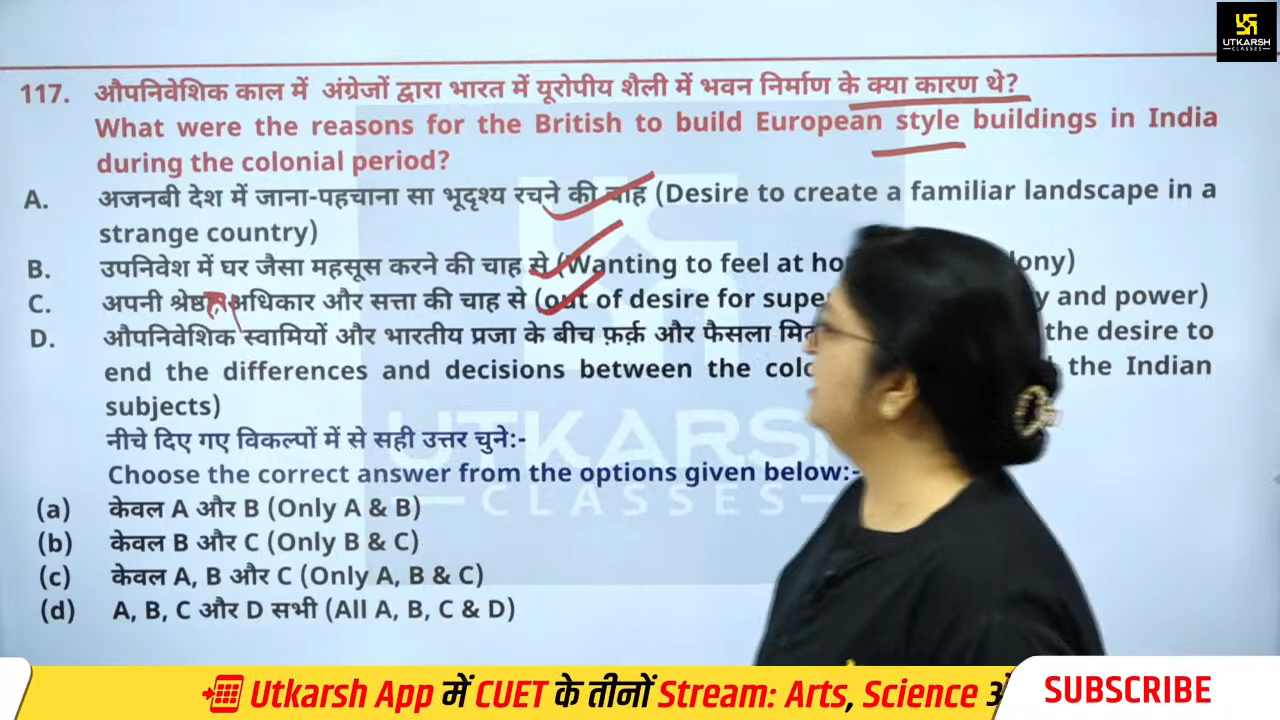 UTKARSH
CLASSES
117. औपनिवेशिक काल में अंग्रेजों द्वारा भारत में यूरोपीय शैली में भवन निर्माण के क्या कारण थे?
What were the reasons for the British to build European style buildings in India
during the colonial period?
A. अजनबी देश में जाना-पहचाना सा भूदृश्य रचने की चाह (Desire to create a familiar landscape in a
strange country)
B. उपनिवेश में घर जैसा महसूस करने की चाह से (Wanting to feel at
C. अपनी अधिकार और सत्ता की चाह से (out of desire for and power)
D. औपनिवेशिक स्वामियों और भारतीय प्रजा के बीच फ़र्क़ और फैसला the desire to
end the differences and decisions between the the Indian
subjects)
नीचे दिए गए विकल्पों में से सही उत्तर चुने:-
Choose the correct answer from the options given below:-
(a) केवल A और B (Only A & B)
(b) केवल B और C (Only B & C)
(c) केवल A, B और C (Only A, B & C)
(d) A, B, C और D सभी (All A, B, C & D)
UTKARSH
CLASSES
Utkarsh App में CUET के तीनों Stream: Arts, Science
SUBSCRIBE